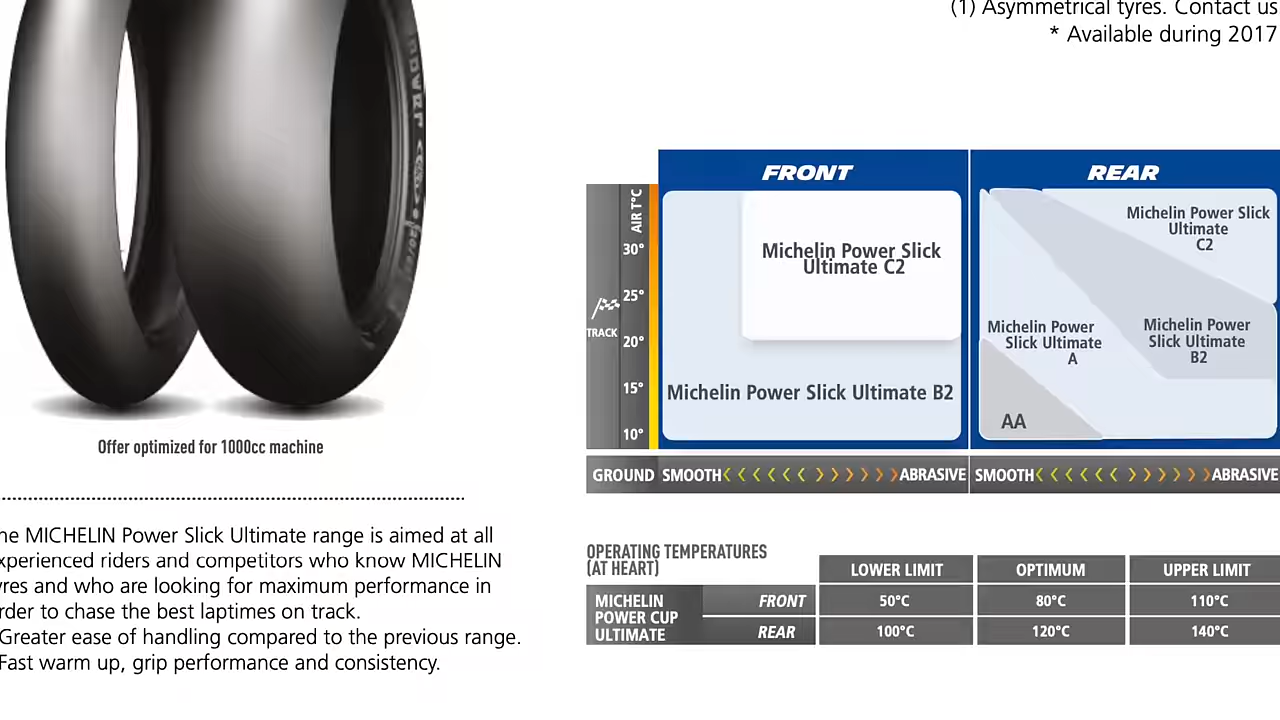 (1) Asymmetrical tyres. Contact us
* Available during 2017
Offer optimized for 1000cc machine
he MICHELIN Power Slick Ultimate range is aimed at all
xperienced riders and competitors who know MICHELIN
yres and who are looking for maximum performance in
rder to chase the best laptimes on track.
Greater ease of handling compared to the previous range.
Fast warm up, grip performance and consistency.
FRONT
REAR
AIR T°C
30°
25°
20°
15°
10°
TRACK
Michelin Power Slick
Ultimate C2
Michelin Power Slick Ultimate B2
Michelin Power Slick
Ultimate
C2
Michelin Power
Slick Ultimate
A
Michelin Power
Slick Ultimate
B2
AA
GROUND SMOOTH ABRASIVE SMOOTH ABRASIVE
OPERATING TEMPERATURES
(AT HEART)
LOWER LIMIT OPTIMUM UPPER LIMIT
MICHELIN
POWER CUP
ULTIMATE
FRONT 50°C 80°C 110°C
REAR 100°C 120°C 140°C